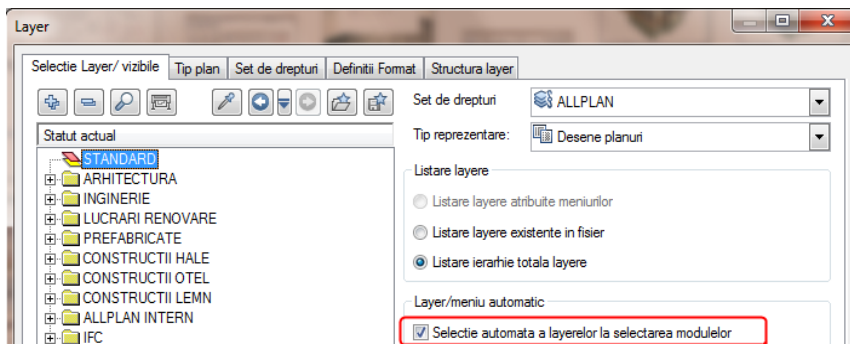 Layer
Selectie Layer/ vizibile Tip plan Set de drepturi Definitii Format Structura layer
Set de drepturi ALLPLAN
Statut actual Tip reprezentare: Desene planuri
STANDARD
ARHITECTURA Listare layere
INGINERIE Listare layere atribuite meniurilor
LUCRARI RENOVARE
PREFABRICATE Listare layere existente in fisier
CONSTRUCTII HALE
CONSTRUCTII OTEL Listare ierarhie totala layere
CONSTRUCTII LEMN
ALLPLAN INTERN Layer/meniu automatic
IFC Selectie automata a layerelor la selectarea modulelor